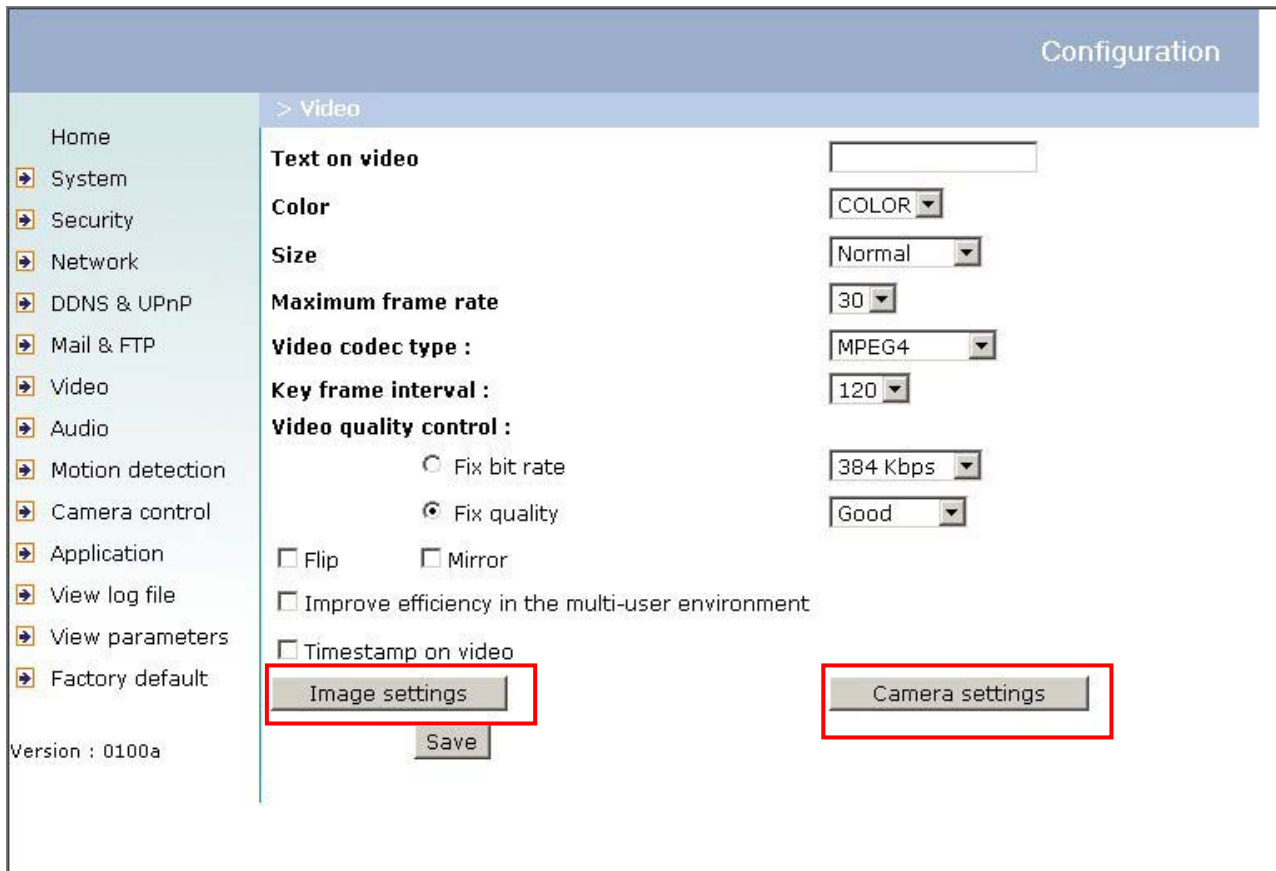 Configuration
> Video
Home
System
Security
Network
DDNS & UPnP
Mail & FTP
Video
Audio
Motion detection
Camera control
Application
View log file
View parameters
Factory default
Version : 0100a
Text on video
Color COLOR
Size Normal
Maximum frame rate 30
Video codec type : MPEG4
Key frame interval : 120
Video quality control :
Fix bit rate 384 Kbps
Fix quality Good
Flip Mirror
Improve efficiency in the multi-user environment
Timestamp on video
Image settings Camera settings
Save